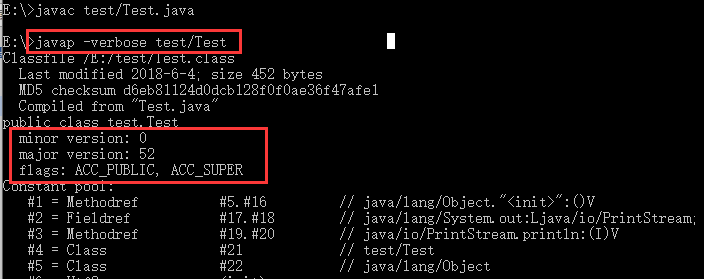 E:\>javac test/Test.java
E:\>javap -verbose test/Test
Classfile /E:/test/Test.class
Last modified 2018-6-4; size 452 bytes
MD5 checksum d6eb81124d0dcb128f0f0ae36f47afe1
Compiled from "Test.java"
public class test.Test
minor version: 0
major version: 52
flags: ACC_PUBLIC, ACC_SUPER
Constant pool:
#1 = Methodref #5.#16 // java/lang/Object."<init>":()V
#2 = Fieldref #17.#18 // java/lang/System.out:Ljava/io/PrintStream;
#3 = Methodref #19.#20 // java/io/PrintStream.println:(I)V
#4 = Class #21 // test/Test
#5 = Class #22 // java/lang/Object